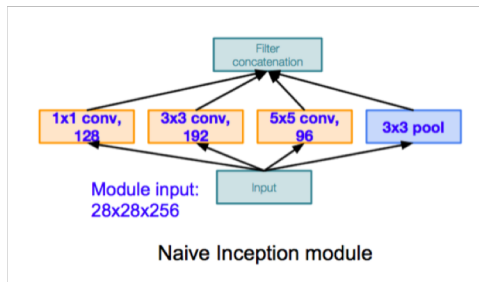 Filter
concatenation
1x1 conv,
128
3x3 conv,
192
5x5 conv,
96
3x3 pool
Module input:
28x28x256
Input
Naive Inception module